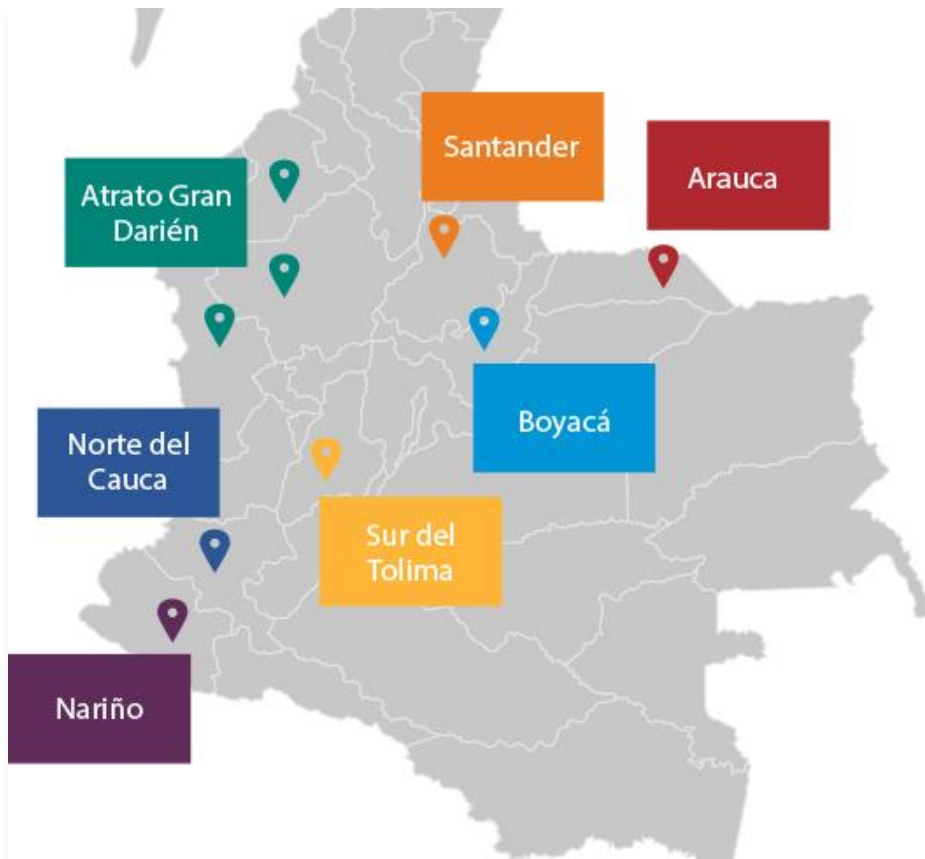 Santander
Arauca
Atrato Gran
Darién
Boyacá
Norte del
Cauca
Sur del
Tolima
Nariño